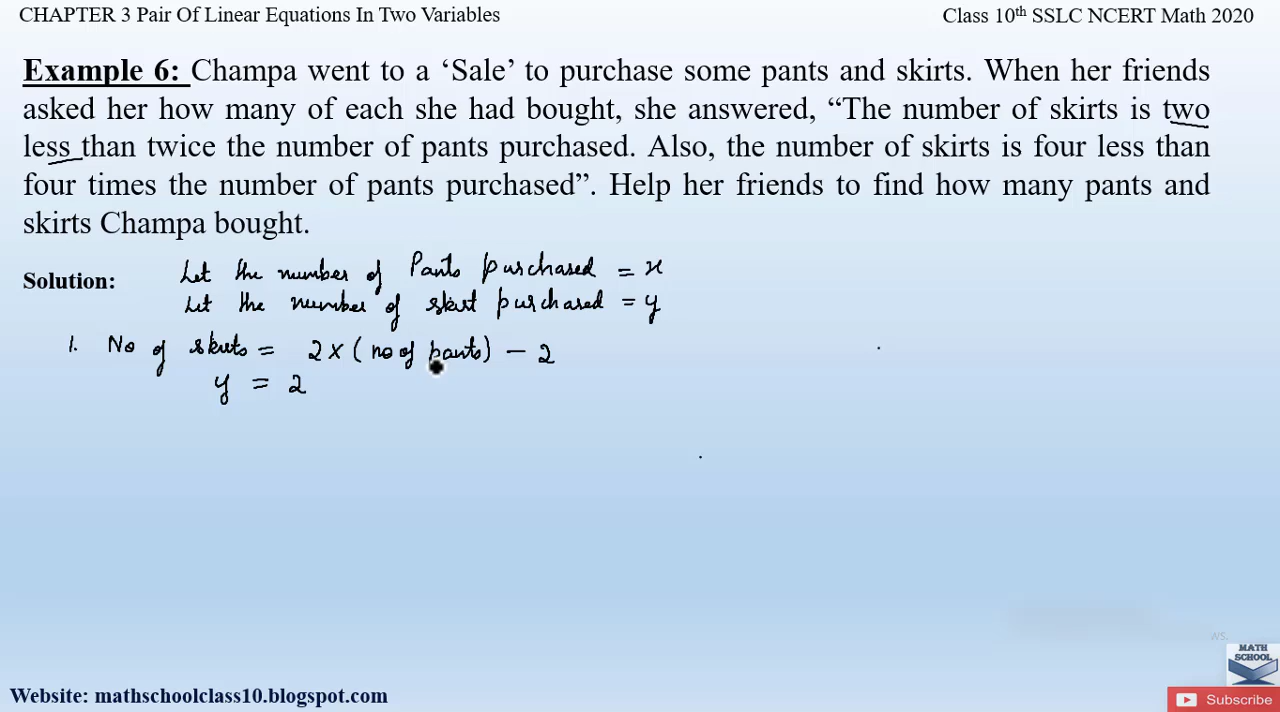 CHAPTER 3 Pair Of Linear Equations In Two Variables
Class 10th SSLC NCERT Math 2020
Example 6: Champa went to a ‘Sale’ to purchase some pants and skirts. When her friends
asked her how many of each she had bought, she answered, “The number of skirts is two
less than twice the number of pants purchased. Also, the number of skirts is four less than
four times the number of pants purchased”. Help her friends to find how many pants and
skirts Champa bought.
Solution:
Let the number of Pants purchased = x
Let the number of skirt purchased = y
1. No of skirts = 2 x ( no of pants) - 2
y = 2
ws.
MATH
SCHOOL
Website: mathschoolclass10.blogspot.com
Subscribe